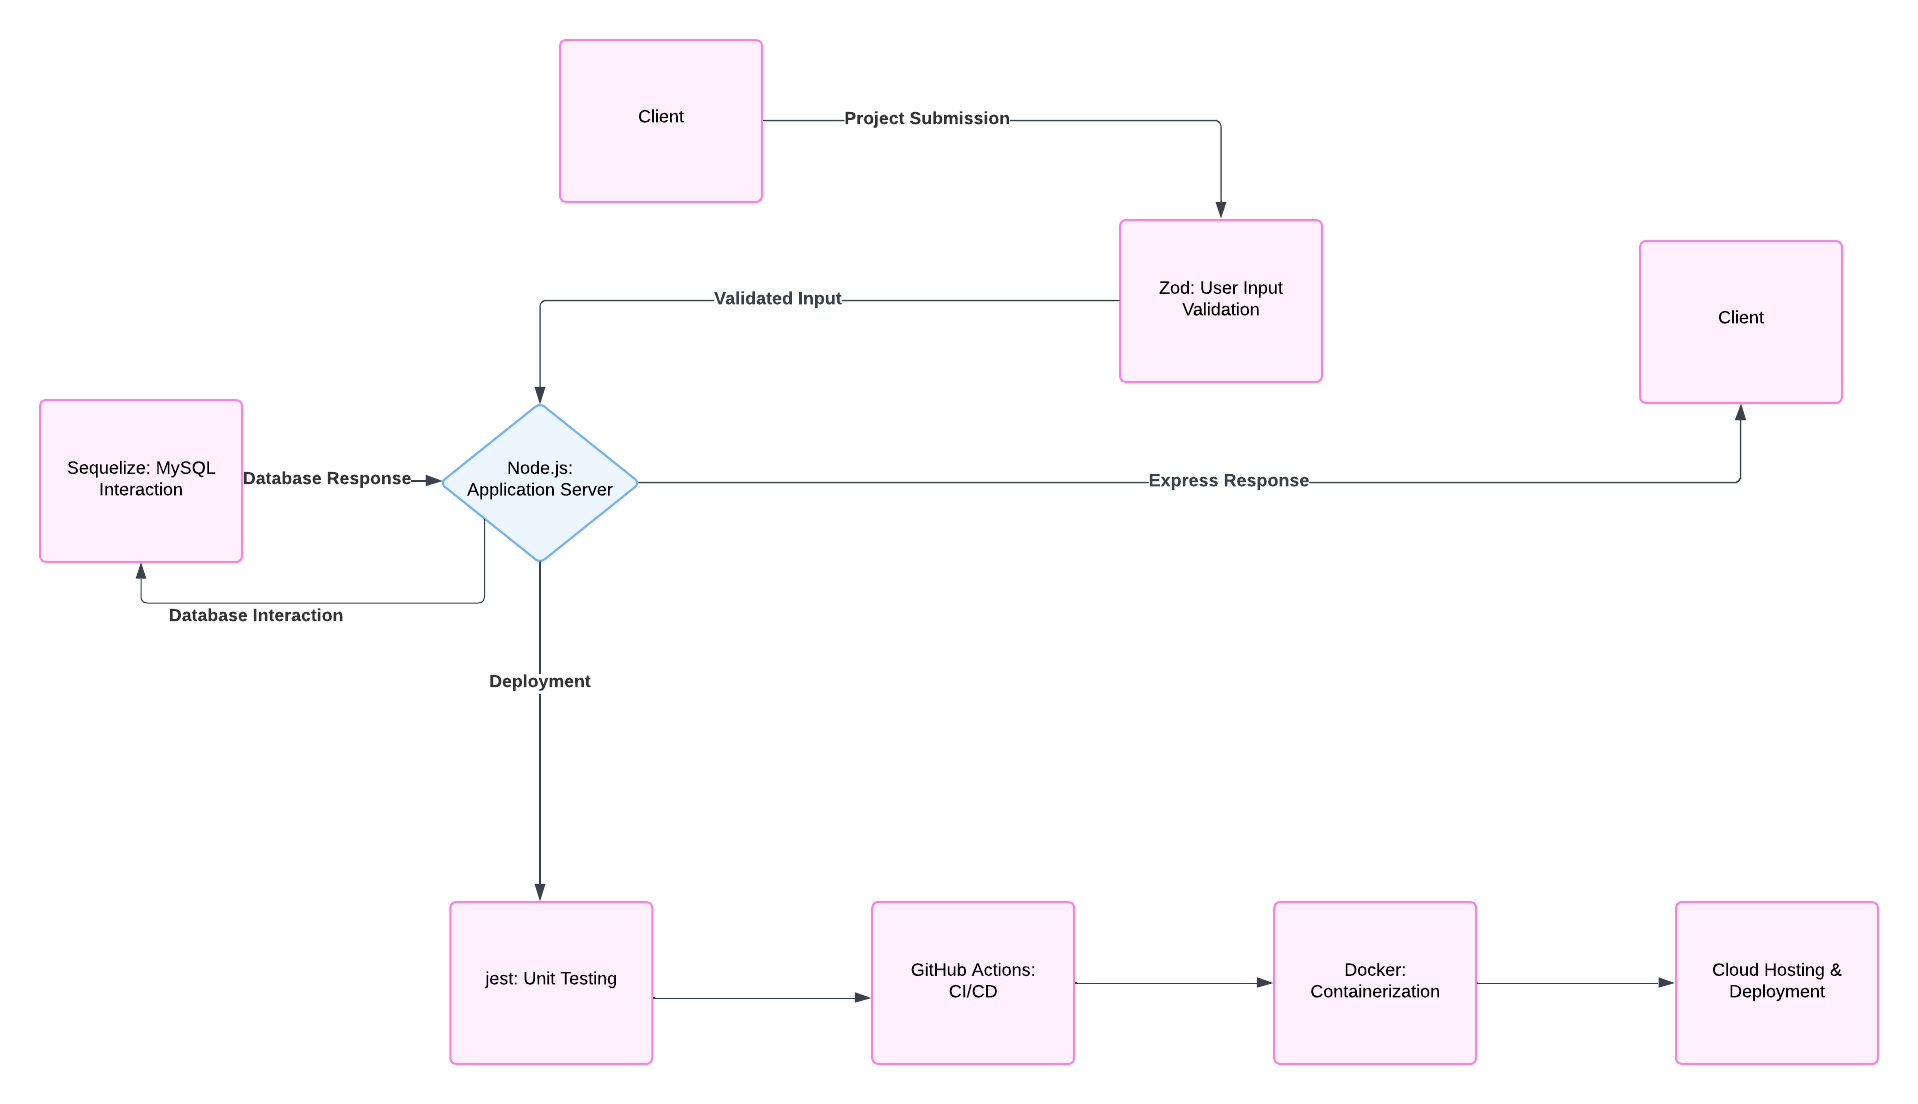 Client
Project Submission
Zod: User Input
Validation
Validated Input
Client
Sequelize: MySQL
Interaction
Database Response
Node.js:
Application Server
Express Response
Database Interaction
Deployment
jest: Unit Testing
GitHub Actions:
CI/CD
Docker:
Containerization
Cloud Hosting &
Deployment